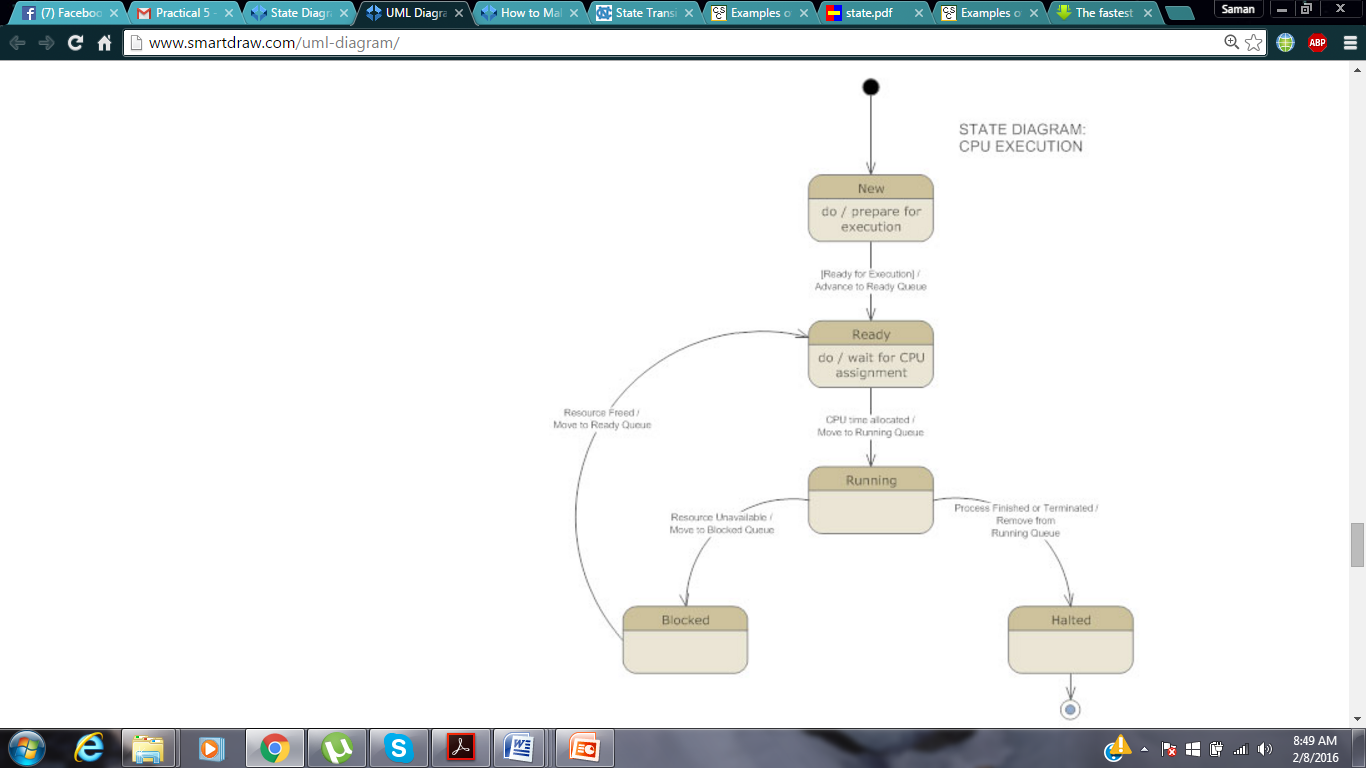 (7) Faceboo
Practical 5 -
State Diagr
UML Diagra
How to Ma
State Transi
Examples o
state.pdf
Examples o
The fastest
Saman
www.smartdraw.com/uml-diagram/
ABP
STATE DIAGRAM:
CPU EXECUTION
New
do / prepare for
execution
[Ready for Execution] /
Advance to Ready Queue
Ready
do / wait for CPU
assignment
Resource Freed /
Move to Ready Queue
CPU time allocated /
Move to Running Queue
Running
Resource Unavailable /
Move to Blocked Queue
Process Finished or Terminated /
Remove from
Running Queue
Blocked
Halted
8:49 AM
2/8/2016